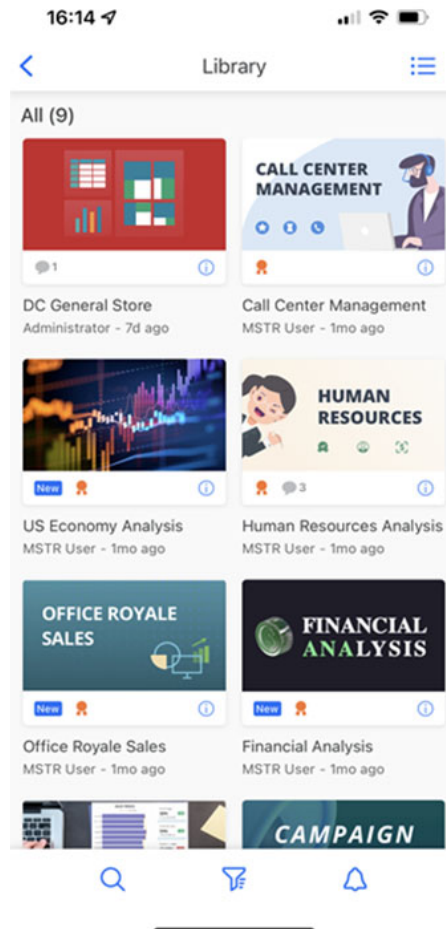 16:14
Library
All (9)
CALL CENTER
MANAGEMENT
1
DC General Store
Call Center Management
Administrator - 7d ago
MSTR User - 1mo ago
HUMAN
RESOURCES
New
3
US Economy Analysis
Human Resources Analysis
MSTR User - 1mo ago
MSTR User - 1mo ago
OFFICE ROYALE
SALES
FINANCIAL
ANALYSIS
New
New
Office Royale Sales
Financial Analysis
MSTR User - 1mo ago
MSTR User - 1mo ago
CAMPAIGN